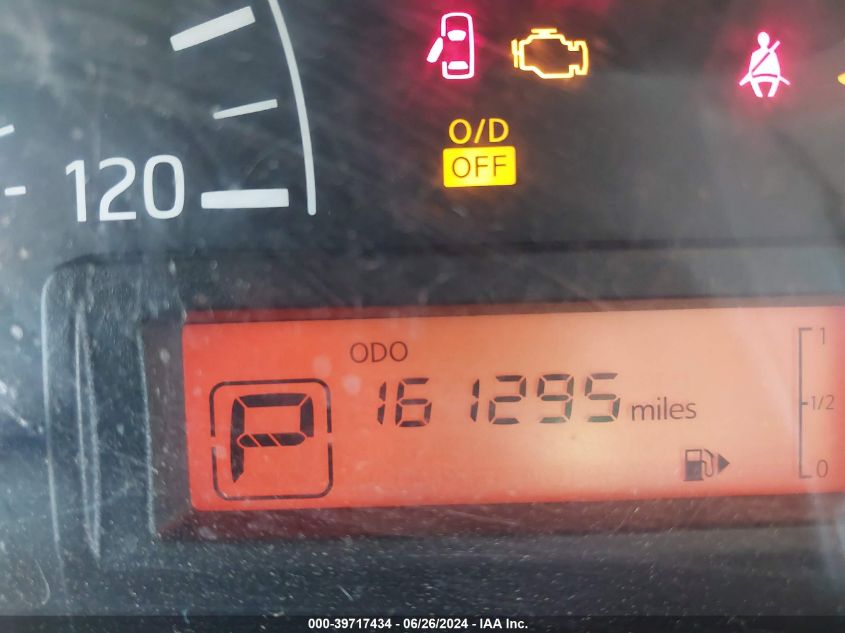 O/D
OFF
120
ODO
P
161295 miles
1
1/2
0
000-39717434 - 06/26/2024 - IAA Inc.